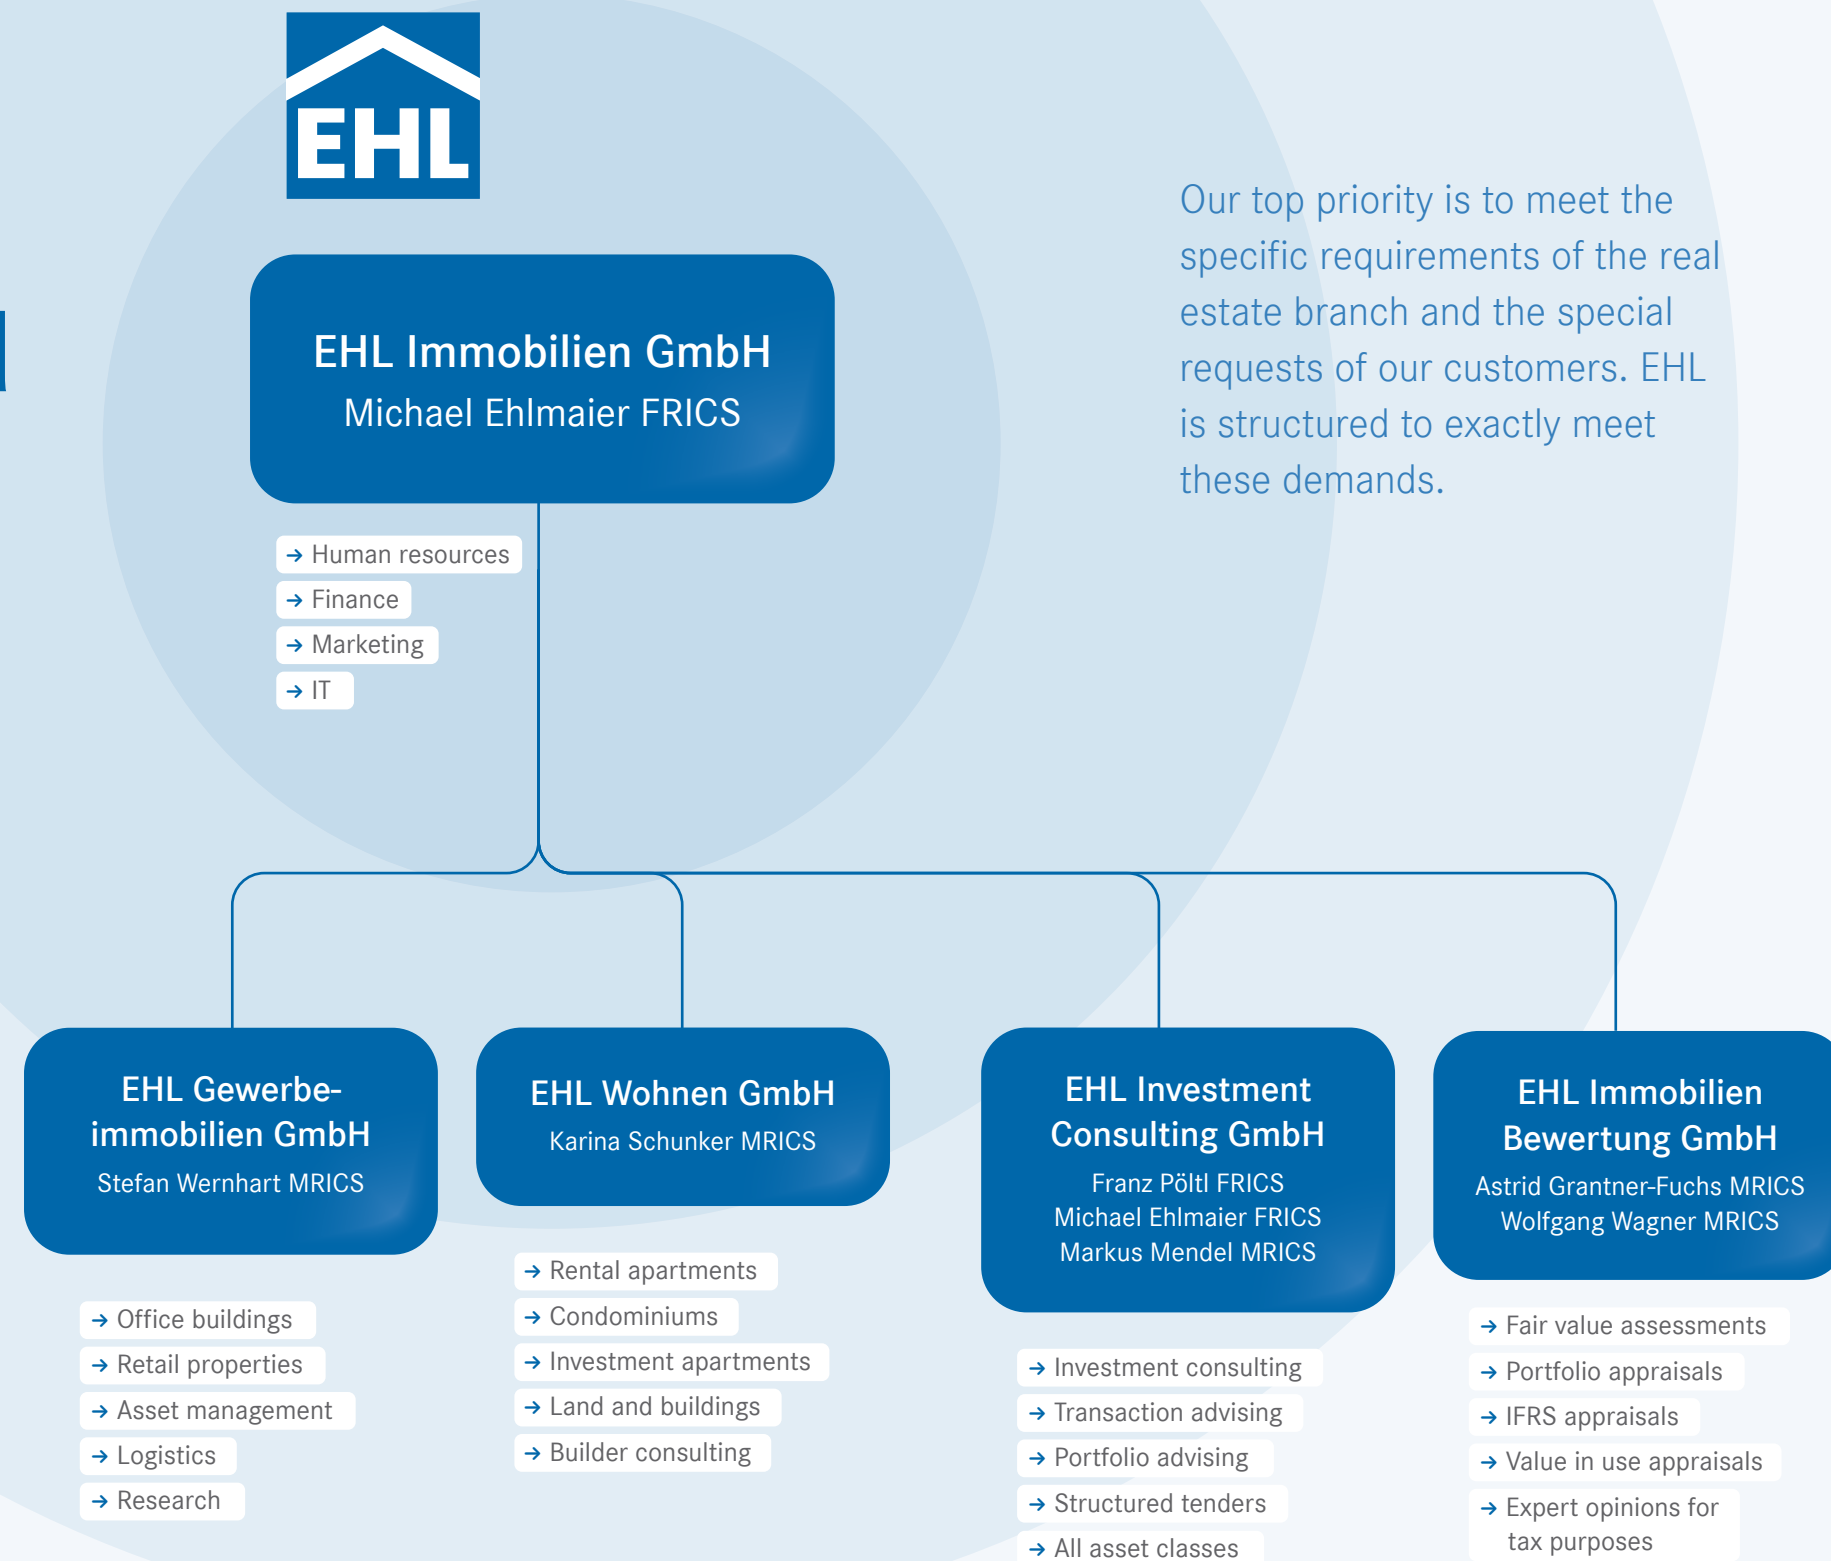 EHL
Our top priority is to meet the
specific requirements of the real
estate branch and the special
requests of our customers. EHL
is structured to exactly meet
these demands.
EHL Immobilien GmbH
Michael Ehlmaier FRICS
→ Human resources
→ Finance
→ Marketing
→ IT
EHL Gewerbe-
immobilien GmbH
Stefan Wernhart MRICS
→ Office buildings
→ Retail properties
→ Asset management
→ Logistics
→ Research
EHL Wohnen GmbH
Karina Schunker MRICS
→ Rental apartments
→ Condominiums
→ Investment apartments
→ Land and buildings
→ Builder consulting
EHL Investment
Consulting GmbH
Franz Pöltl FRICS
Michael Ehlmaier FRICS
Markus Mendel MRICS
→ Investment consulting
→ Transaction advising
→ Portfolio advising
→ Structured tenders
→ All asset classes
EHL Immobilien
Bewertung GmbH
Astrid Grantner-Fuchs MRICS
Wolfgang Wagner MRICS
→ Fair value assessments
→ Portfolio appraisals
→ IFRS appraisals
→ Value in use appraisals
→ Expert opinions for
tax purposes